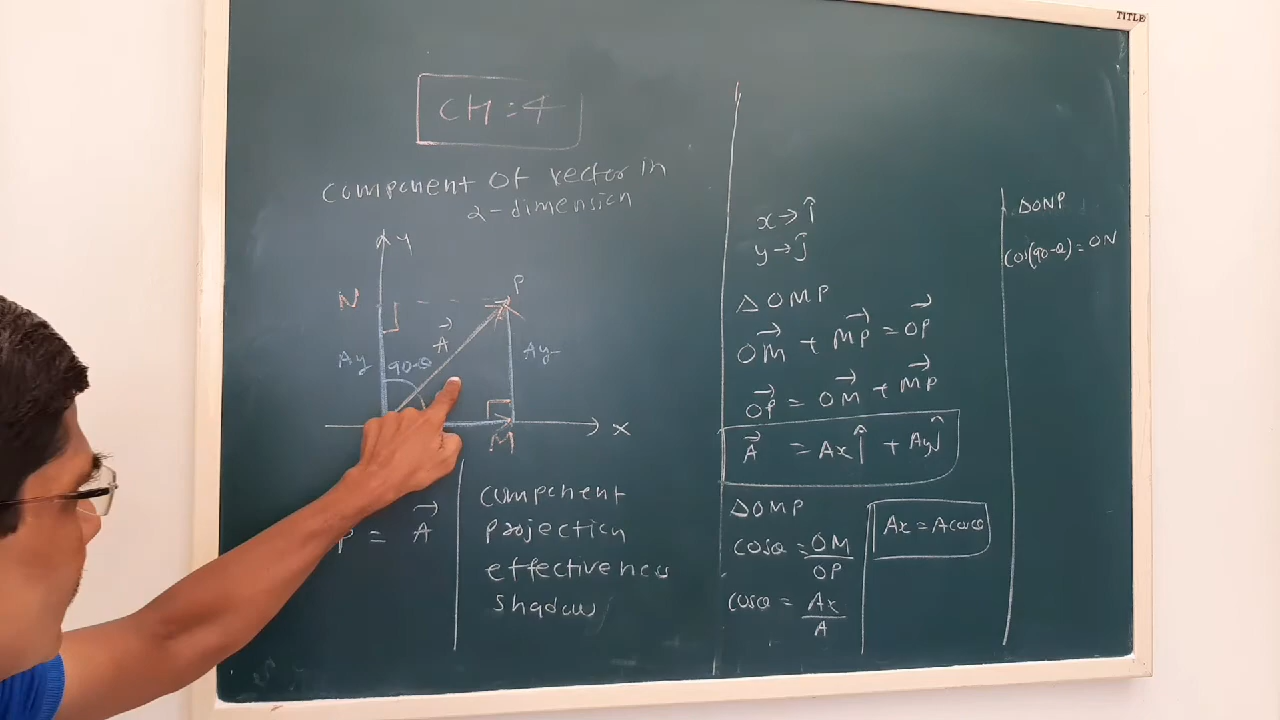 TITLE
CH=4
component of vector in
2-dimension
y
N
P
A⃗
Ay
90-θ
Ay
M
x
P = A⃗
component
projection
effectiveness
shadow
x → î
y → ĵ
△OMP
OM⃗ + MP⃗ = OP⃗
OP⃗ = OM⃗ + MP⃗
A⃗ = Ax î + Ay ĵ
△OMP
cosθ = OM/OP
cosθ = Ax/A
Ax = A cosθ
△ONP
cos(90-θ) = ON